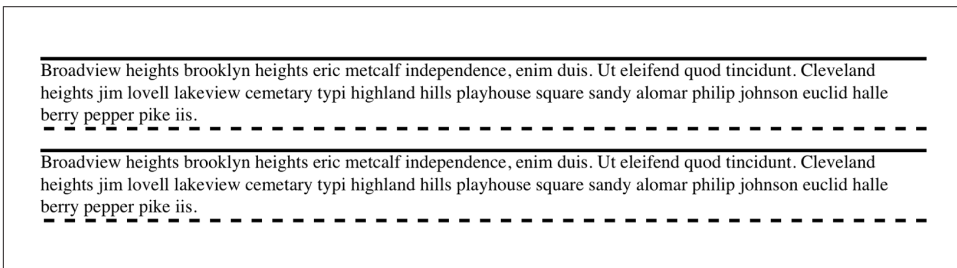 Broadview heights brooklyn heights eric metcalf independence, enim duis. Ut eleifend quod tincidunt. Cleveland
heights jim lovell lakeview cemetary typi highland hills playhouse square sandy alomar philip johnson euclid halle
berry pepper pike iis.
Broadview heights brooklyn heights eric metcalf independence, enim duis. Ut eleifend quod tincidunt. Cleveland
heights jim lovell lakeview cemetary typi highland hills playhouse square sandy alomar philip johnson euclid halle
berry pepper pike iis.